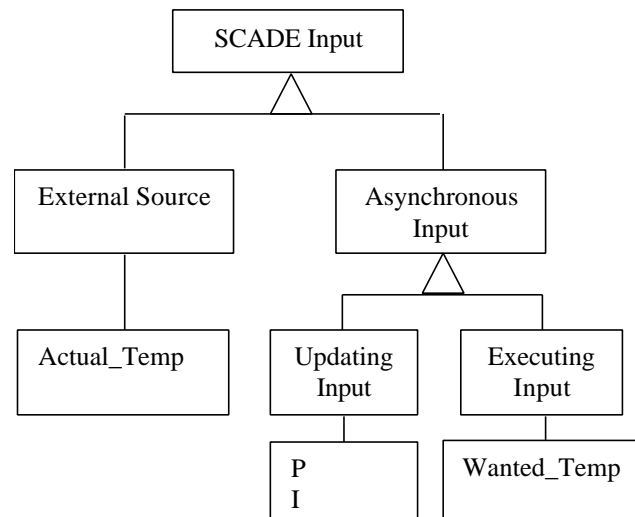 SCADE Input
External Source
Asynchronous
Input
Actual_Temp
Updating
Input
Executing
Input
P
I
Wanted_Temp